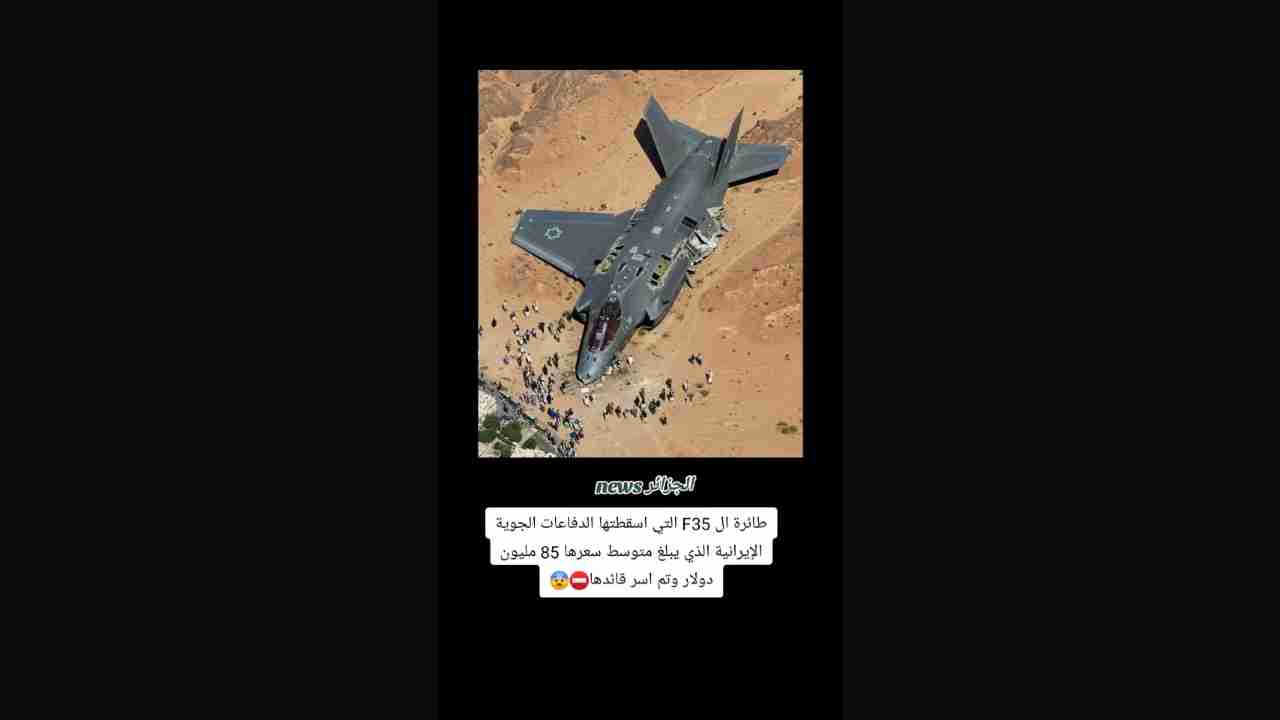 الجزائر news
طائرة ال F35 التي اسقطتها الدفاعات الجوية
الإيرانية الذي يبلغ متوسط سعرها 85 مليون
دولار وتم اسر قائدها⛔😨